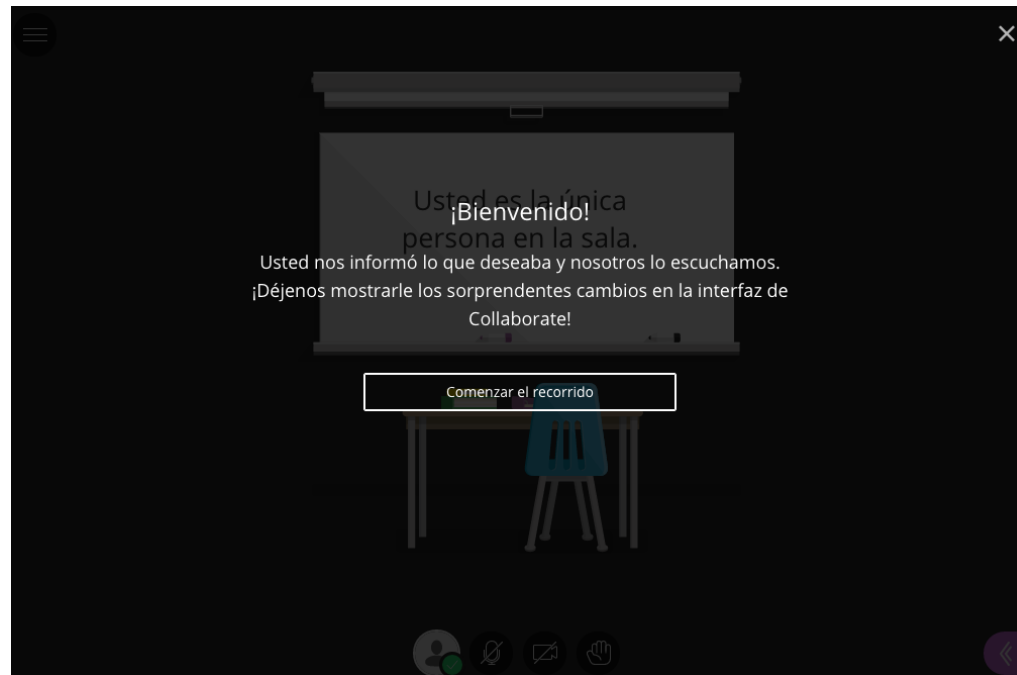 Usted es la única
¡Bienvenido!
persona en la sala.
Usted nos informó lo que deseaba y nosotros lo escuchamos.
¡Déjenos mostrarle los sorprendentes cambios en la interfaz de
Collaborate!
Comenzar el recorrido